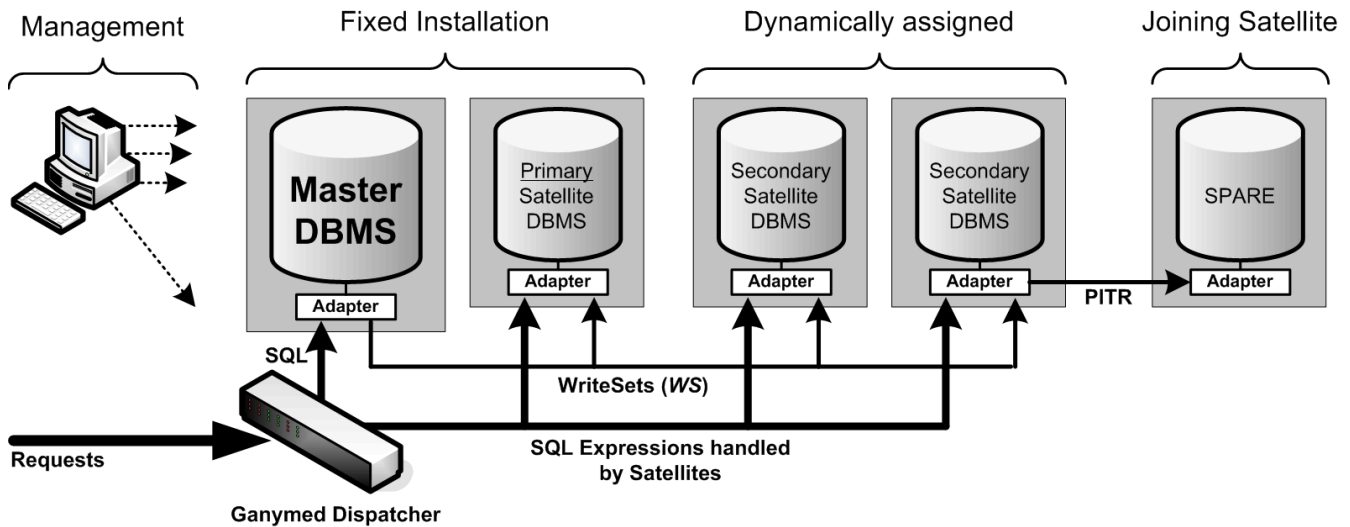 Management
Fixed Installation
Dynamically assigned
Joining Satellite
Master
DBMS
Primary
Satellite
DBMS
Secondary
Satellite
DBMS
Secondary
Satellite
DBMS
SPARE
Adapter
Adapter
Adapter
Adapter
Adapter
PITR
SQL
WriteSets (WS)
SQL Expressions handled
by Satellites
Requests
Ganymed Dispatcher